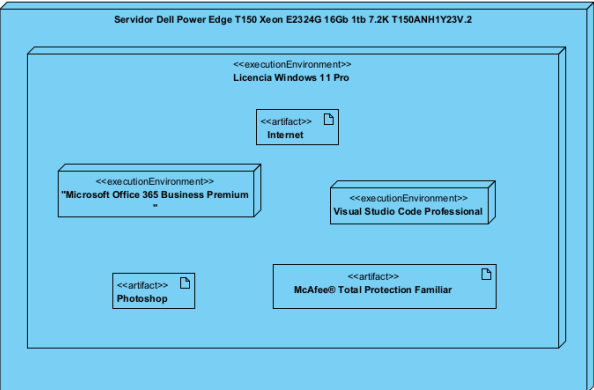 Servidor Dell Power Edge T150 Xeon E2324G 16Gb 1tb 7.2K T150ANH1Y23V.2
<<executionEnvironment>>
Licencia Windows 11 Pro
<<artifact>>
Internet
<<executionEnvironment>>
"Microsoft Office 365 Business Premium
"
<<executionEnvironment>>
Visual Studio Code Professional
<<artifact>>
Photoshop
<<artifact>>
McAfee® Total Protection Familiar